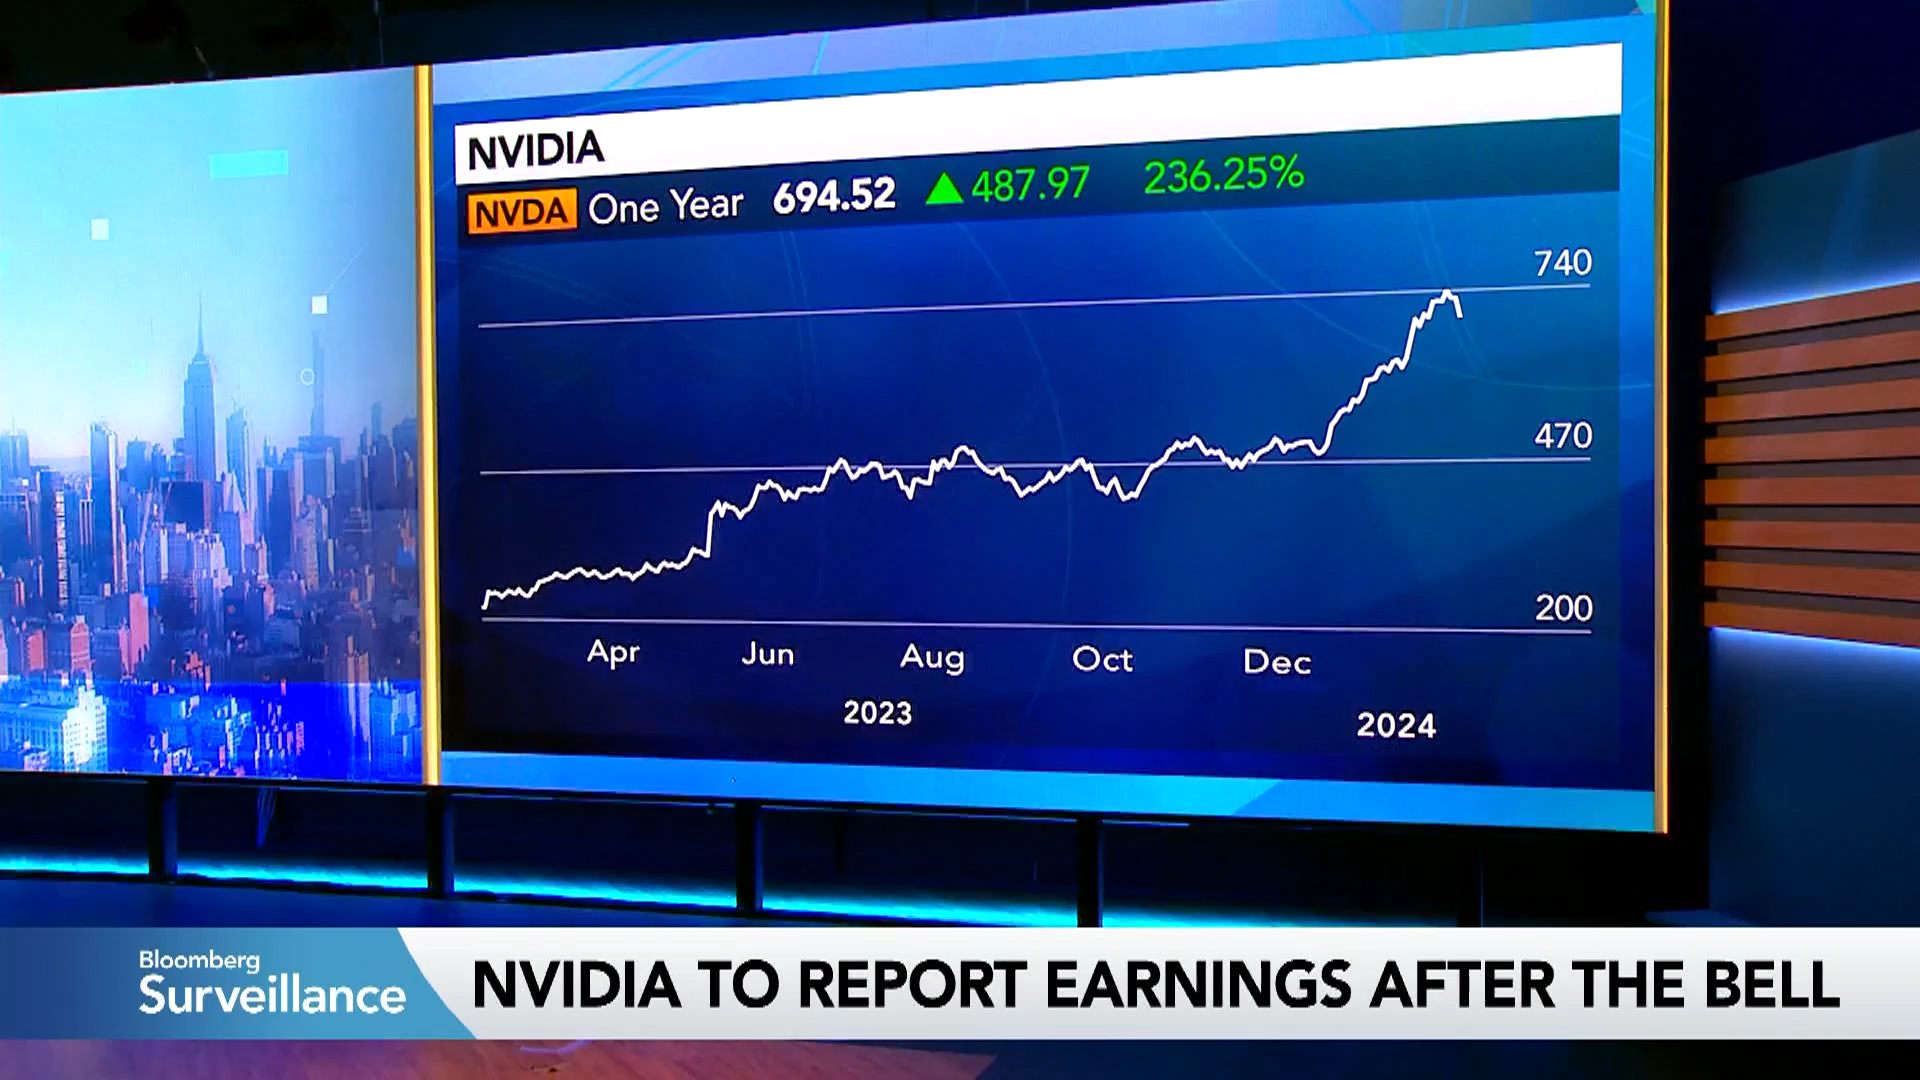 NVIDIA
NVDA One Year 694.52 ▲487.97 236.25%
740
470
200
Apr Jun Aug Oct Dec
2023 2024
Bloomberg
Surveillance
NVIDIA TO REPORT EARNINGS AFTER THE BELL